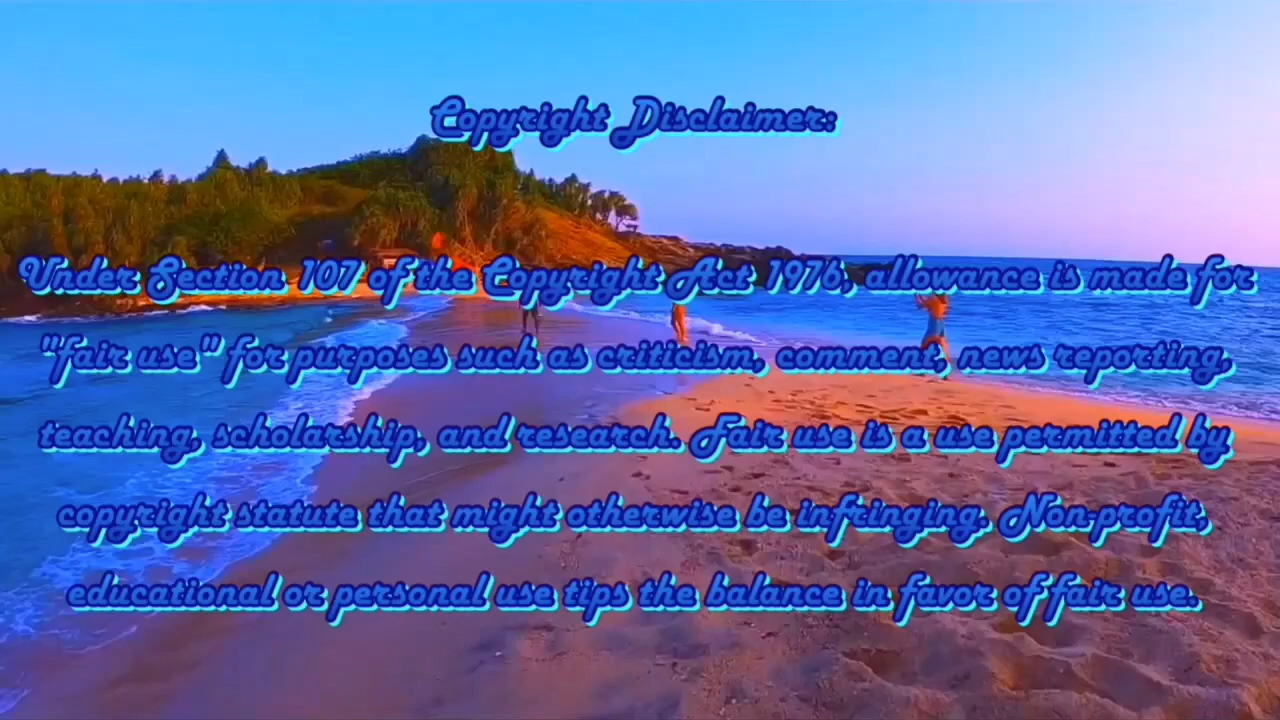 Copyright Disclaimer:
Under Section 107 of the Copyright Act 1976, allowance is made for
"fair use" for purposes such as criticism, comment, news reporting,
teaching, scholarship, and research. Fair use is a use permitted by
copyright statute that might otherwise be infringing. Non-profit,
educational or personal use tips the balance in favor of fair use.